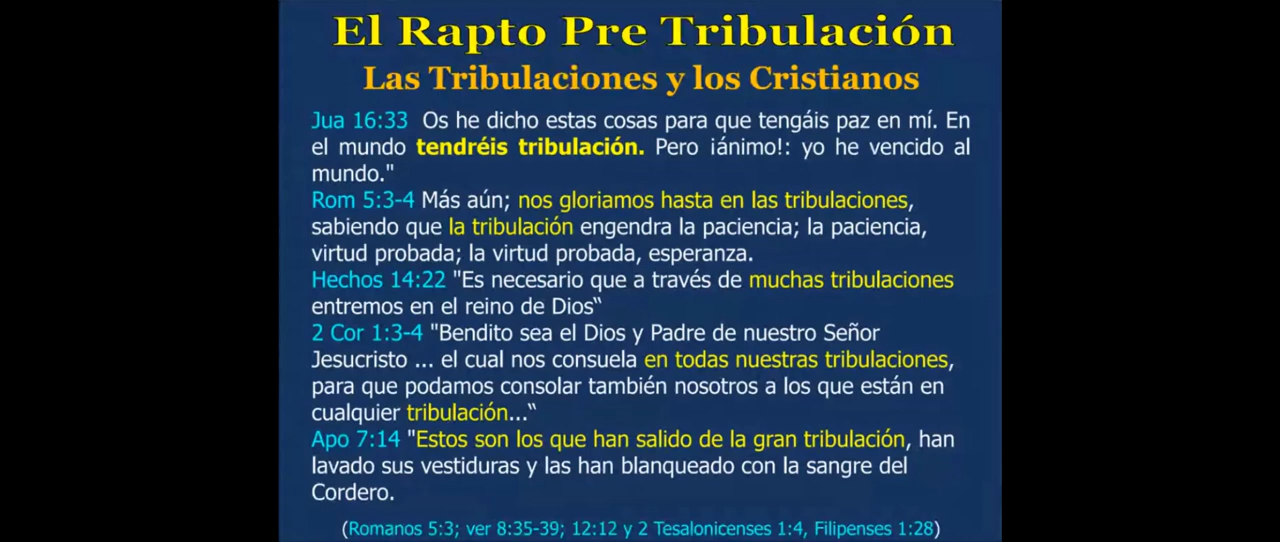 El Rapto Pre Tribulación
Las Tribulaciones y los Cristianos
Jua 16:33 Os he dicho estas cosas para que tengáis paz en mí. En
el mundo tendréis tribulación. Pero ¡ánimo!: yo he vencido al
mundo."
Rom 5:3-4 Más aún; nos gloriamos hasta en las tribulaciones,
sabiendo que la tribulación engendra la paciencia; la paciencia,
virtud probada; la virtud probada, esperanza.
Hechos 14:22 "Es necesario que a través de muchas tribulaciones
entremos en el reino de Dios“
2 Cor 1:3-4 "Bendito sea el Dios y Padre de nuestro Señor
Jesucristo ... el cual nos consuela en todas nuestras tribulaciones,
para que podamos consolar también nosotros a los que están en
cualquier tribulación...“
Apo 7:14 "Estos son los que han salido de la gran tribulación, han
lavado sus vestiduras y las han blanqueado con la sangre del
Cordero.
(Romanos 5:3; ver 8:35-39; 12:12 y 2 Tesalonicenses 1:4, Filipenses 1:28)